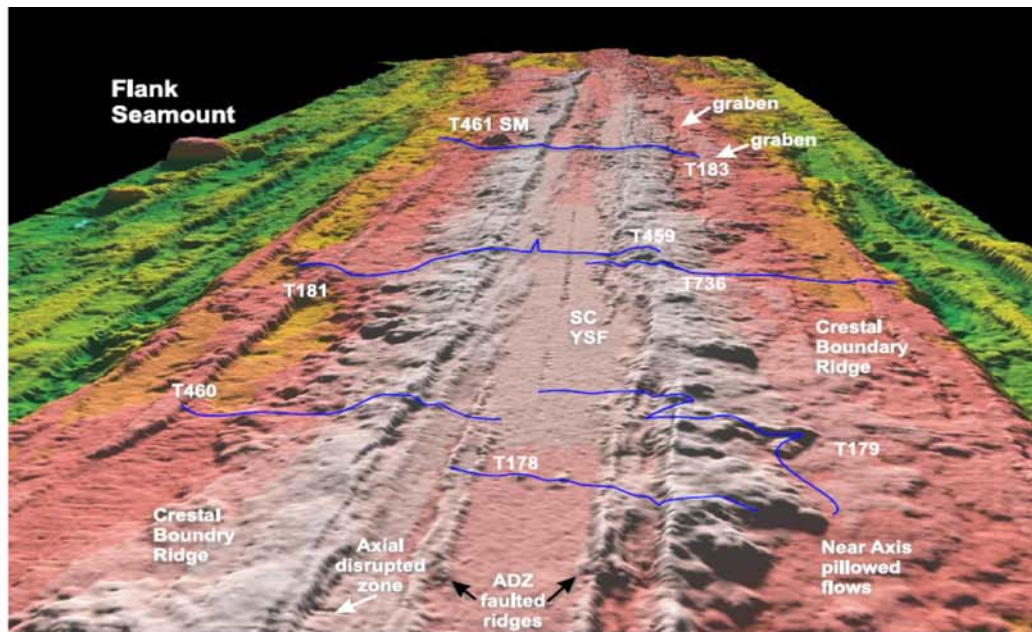 Flank
Seamount
graben
T461 SM
graben
T183
T459
T181
T736
SC
YSF
Crestal
Boundary
Ridge
T460
T179
T178
Crestal
Boundry
Ridge
Axial
disrupted
zone
ADZ
faulted
ridges
Near Axis
pillowed
flows